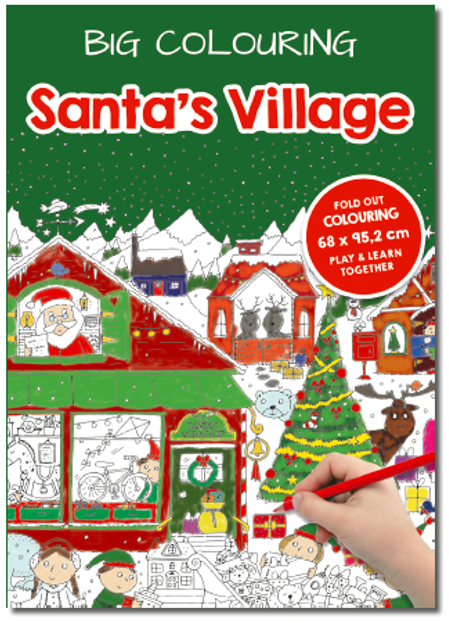 BIG COLOURING
Santa's Village
FOLD OUT
COLOURING
68 x 95,2 cm
PLAY & LEARN
TOGETHER